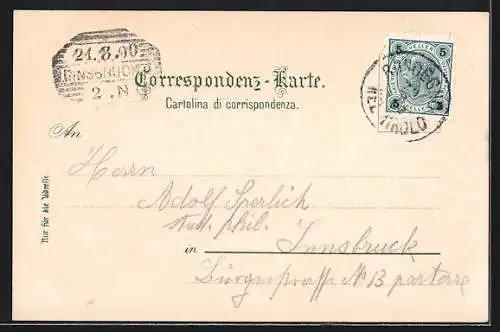 21.8.00
INNSBRUCK
2.N
Correspondenz-Karte.
Cartolina di corrispondenza.
5 HELLER 5
TIROLO
An
Herrn
Adolf Sperlich
stud. phil.
in Innsbruck
Bürgerstrasse № 13 parterre
Nur für die Adresse.